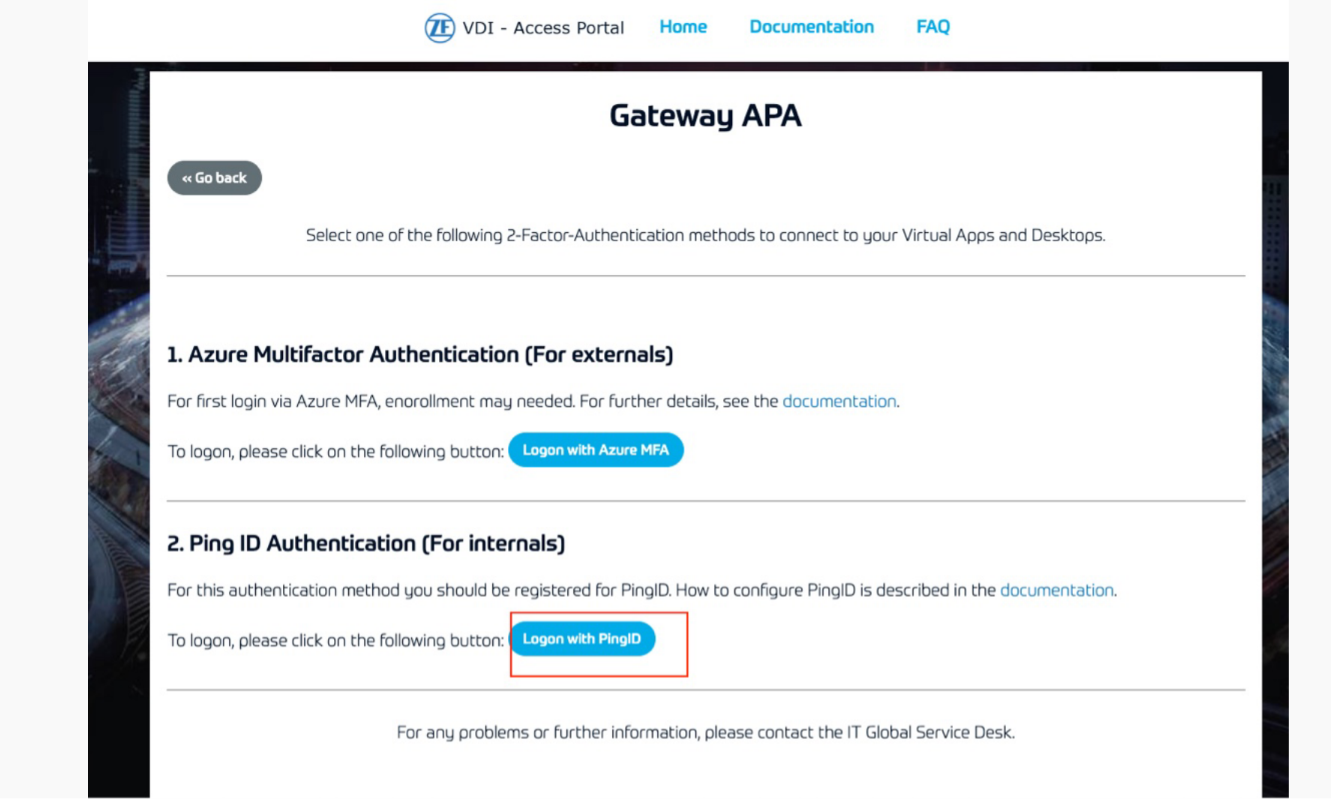 ZF VDI - Access Portal Home Documentation FAQ
Gateway APA
« Go back
Select one of the following 2-Factor-Authentication methods to connect to your Virtual Apps and Desktops.
1. Azure Multifactor Authentication (For externals)
For first login via Azure MFA, enorollment may needed. For further details, see the documentation.
To logon, please click on the following button: Logon with Azure MFA
2. Ping ID Authentication (For internals)
For this authentication method you should be registered for PingID. How to configure PingID is described in the documentation.
To logon, please click on the following button: Logon with PingID
For any problems or further information, please contact the IT Global Service Desk.